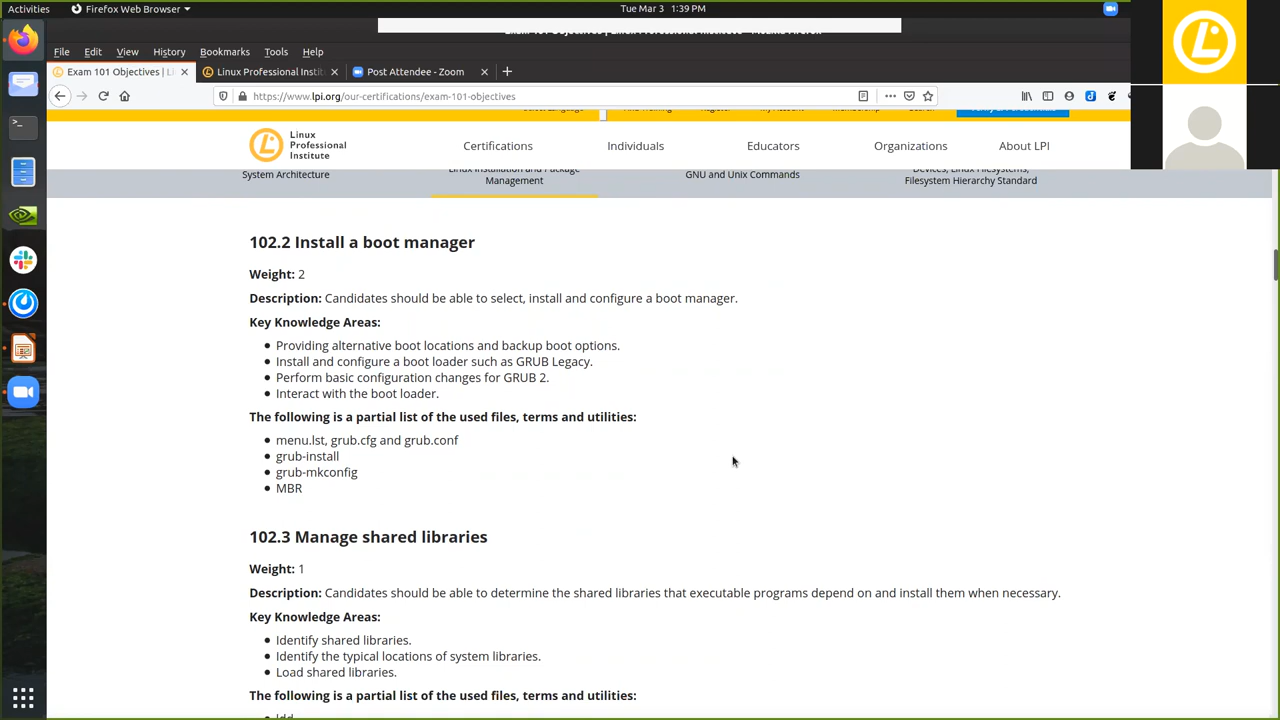 Activities
Firefox Web Browser
Tue Mar 3 1:39 PM
File Edit View History Bookmarks Tools Help
Exam 101 Objectives | Li
Linux Professional Instit
Post Attendee - Zoom
https://www.lpi.org/our-certifications/exam-101-objectives
Linux
Professional
Institute
Certifications
Individuals
Educators
Organizations
About LPI
System Architecture
Linux Installation and Package
Management
GNU and Unix Commands
Devices, Linux Filesystems,
Filesystem Hierarchy Standard
102.2 Install a boot manager
Weight: 2
Description: Candidates should be able to select, install and configure a boot manager.
Key Knowledge Areas:
Providing alternative boot locations and backup boot options.
Install and configure a boot loader such as GRUB Legacy.
Perform basic configuration changes for GRUB 2.
Interact with the boot loader.
The following is a partial list of the used files, terms and utilities:
menu.lst, grub.cfg and grub.conf
grub-install
grub-mkconfig
MBR
102.3 Manage shared libraries
Weight: 1
Description: Candidates should be able to determine the shared libraries that executable programs depend on and install them when necessary.
Key Knowledge Areas:
Identify shared libraries.
Identify the typical locations of system libraries.
Load shared libraries.
The following is a partial list of the used files, terms and utilities:
ldd